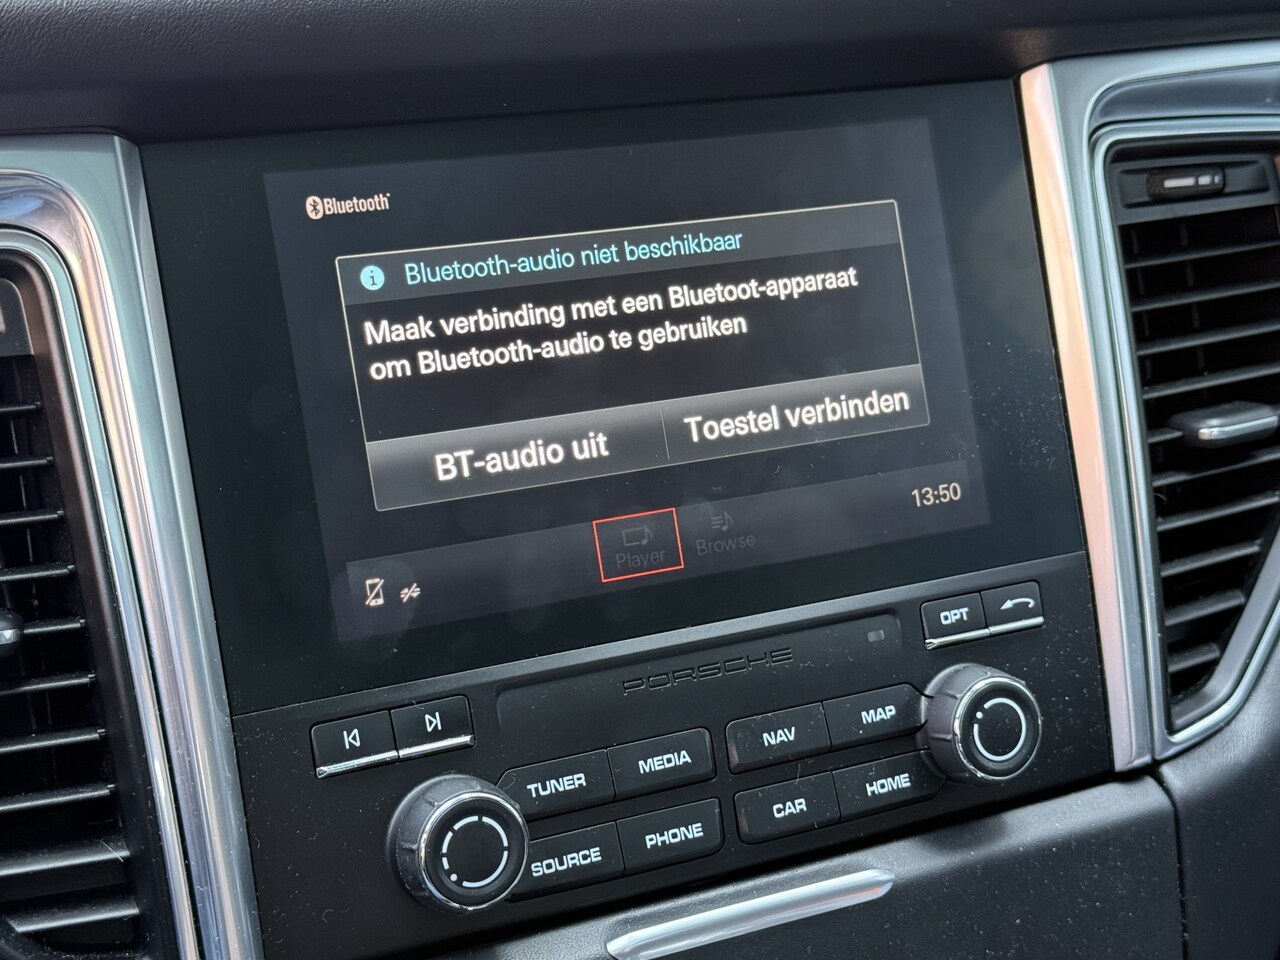 Bluetooth
Bluetooth-audio niet beschikbaar
Maak verbinding met een Bluetoot-apparaat
om Bluetooth-audio te gebruiken
BT-audio uit
Toestel verbinden
Player
Browse
13:50
OPT
PORSCHE
TUNER
MEDIA
NAV
MAP
SOURCE
PHONE
CAR
HOME